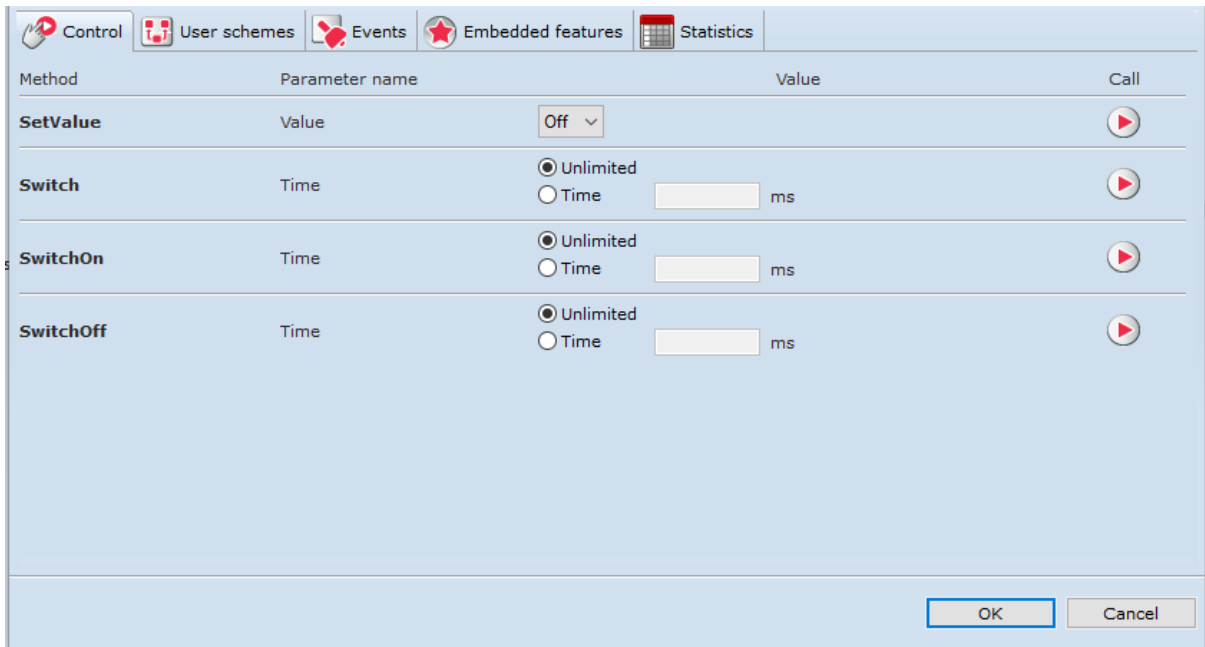 Control User schemes Events Embedded features Statistics
Method Parameter name Value Call
SetValue Value Off
Unlimited
Switch Time
Time ms
Unlimited
SwitchOn Time
Time ms
Unlimited
SwitchOff Time
Time ms
OK Cancel